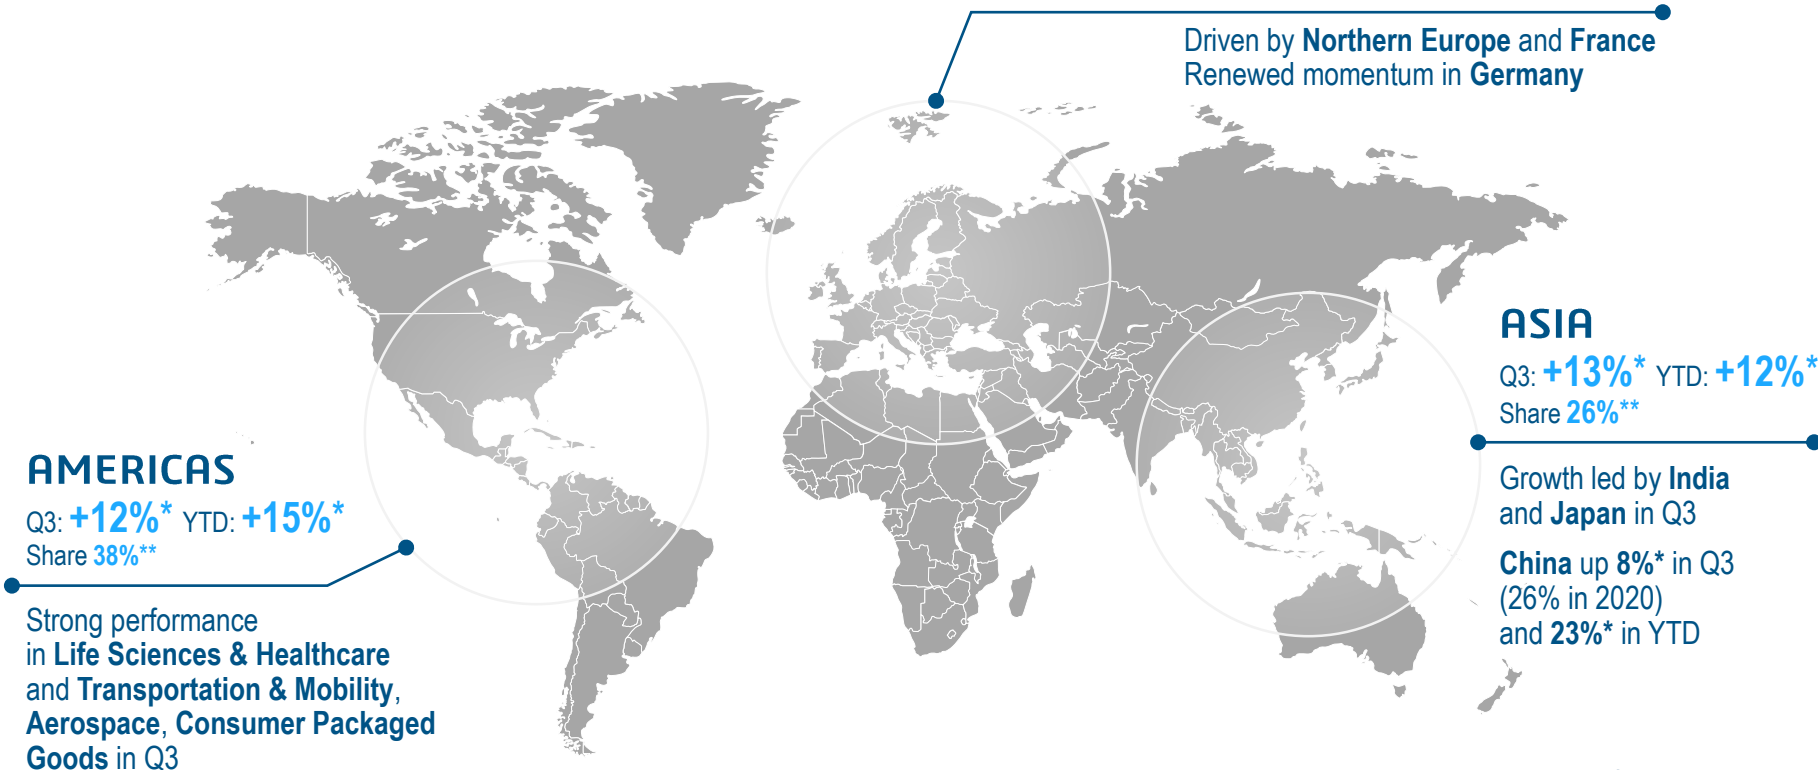 Driven by Northern Europe and France
Renewed momentum in Germany
ASIA
Q3: +13%* YTD: +12%*
Share 26%**
Growth led by India
and Japan in Q3
China up 8%* in Q3
(26% in 2020)
and 23%* in YTD
AMERICAS
Q3: +12%* YTD: +15%*
Share 38%**
Strong performance
in Life Sciences & Healthcare
and Transportation & Mobility,
Aerospace, Consumer Packaged
Goods in Q3